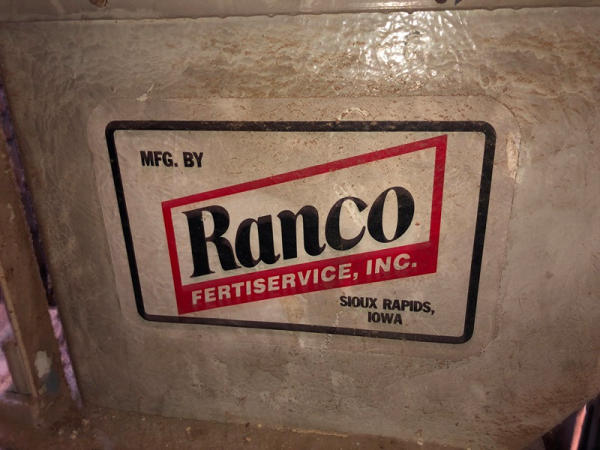 MFG. BY
Ranco
FERTISERVICE, INC.
SIOUX RAPIDS,
IOWA